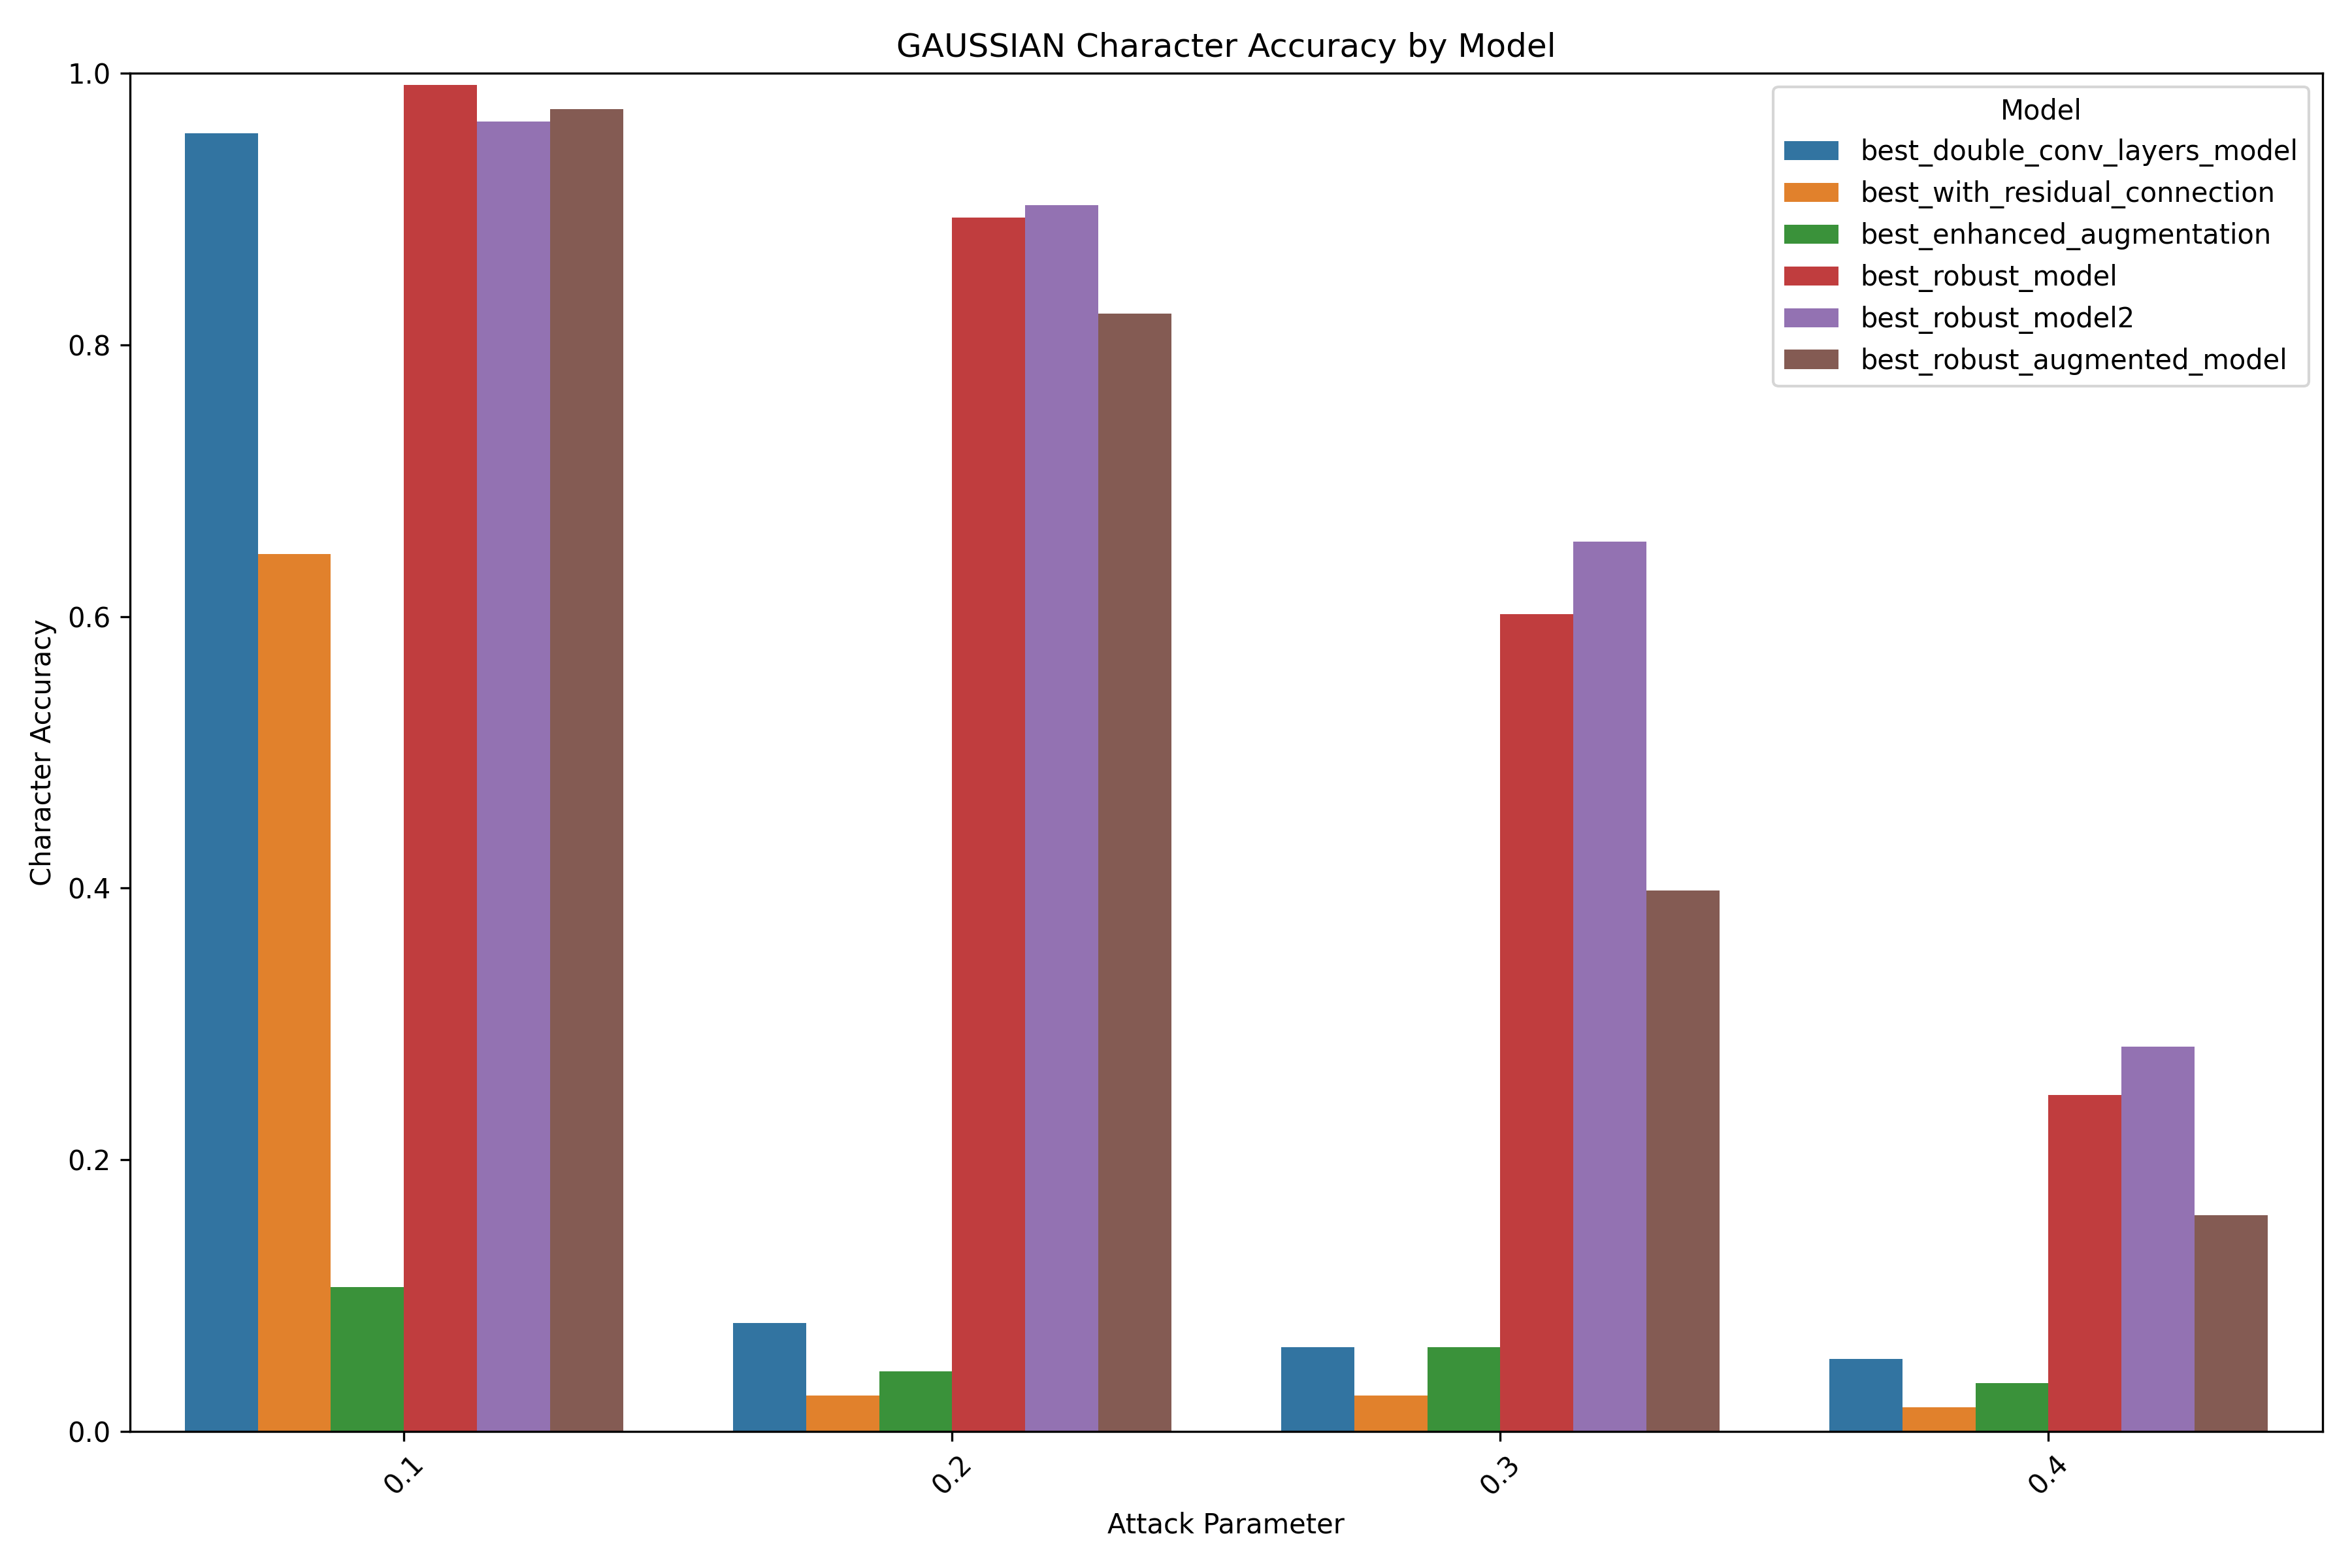 GAUSSIAN Character Accuracy by Model
Model
best_double_conv_layers_model
best_with_residual_connection
best_enhanced_augmentation
best_robust_model
best_robust_model2
best_robust_augmented_model
Character Accuracy
1.0
0.8
0.6
0.4
0.2
0.0
0.1
0.2
0.3
0.4
Attack Parameter